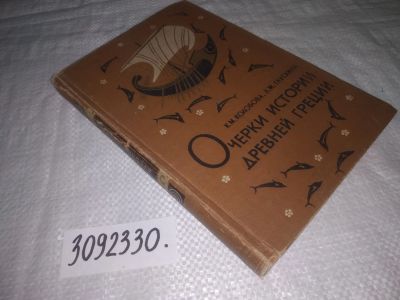 К.М. КОЛОБОВА, Л.М. ГЛУСКИНА
ОЧЕРКИ ИСТОРИИ
ДРЕВНЕЙ ГРЕЦИИ
3092330.